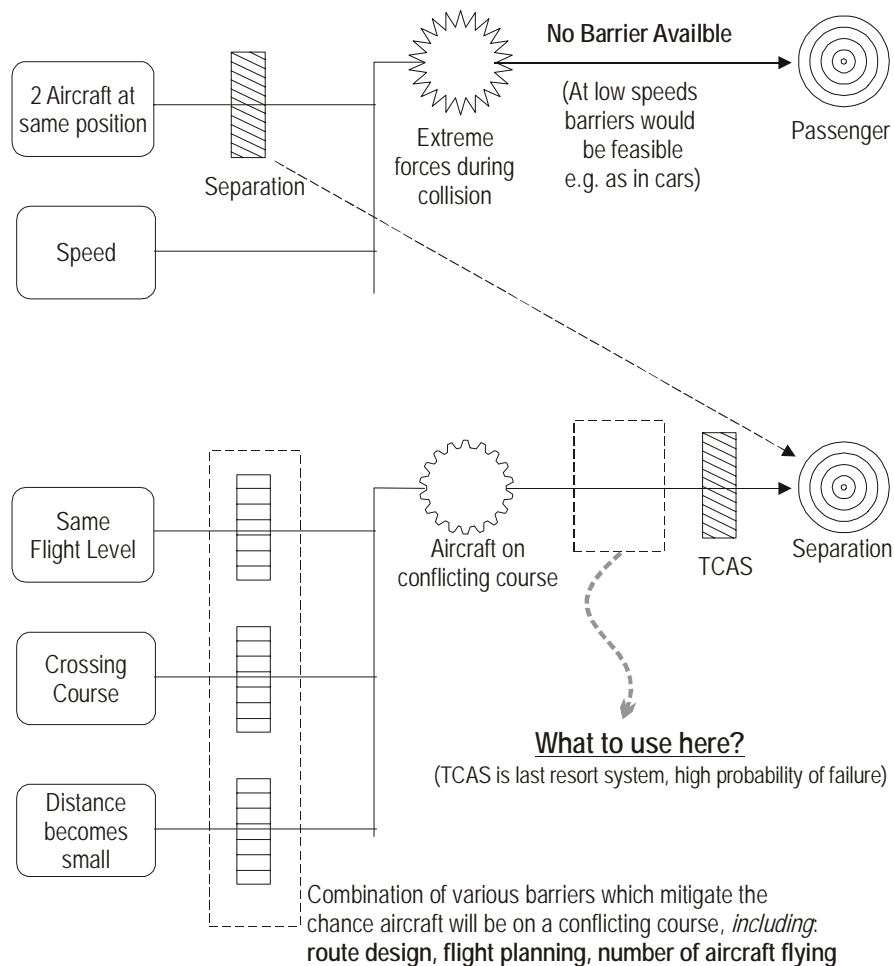 No Barrier Availble
2 Aircraft at
same position
Separation
Extreme
forces during
collision
(At low speeds
barriers would
be feasible
e.g. as in cars)
Passenger
Speed
Same
Flight Level
Aircraft on
conflicting course
TCAS
Separation
Crossing
Course
What to use here?
(TCAS is last resort system, high probability of failure)
Distance
becomes
small
Combination of various barriers which mitigate the
chance aircraft will be on a conflicting course, including:
route design, flight planning, number of aircraft flying